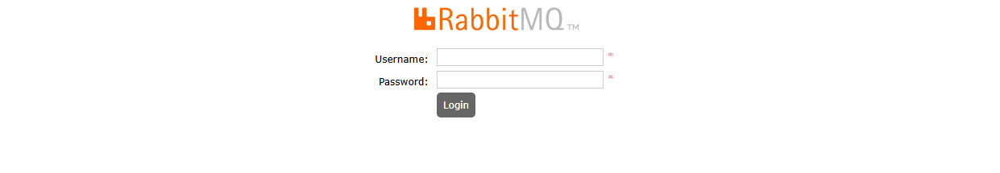 RabbitMQ™
Username: *
Password: *
Login